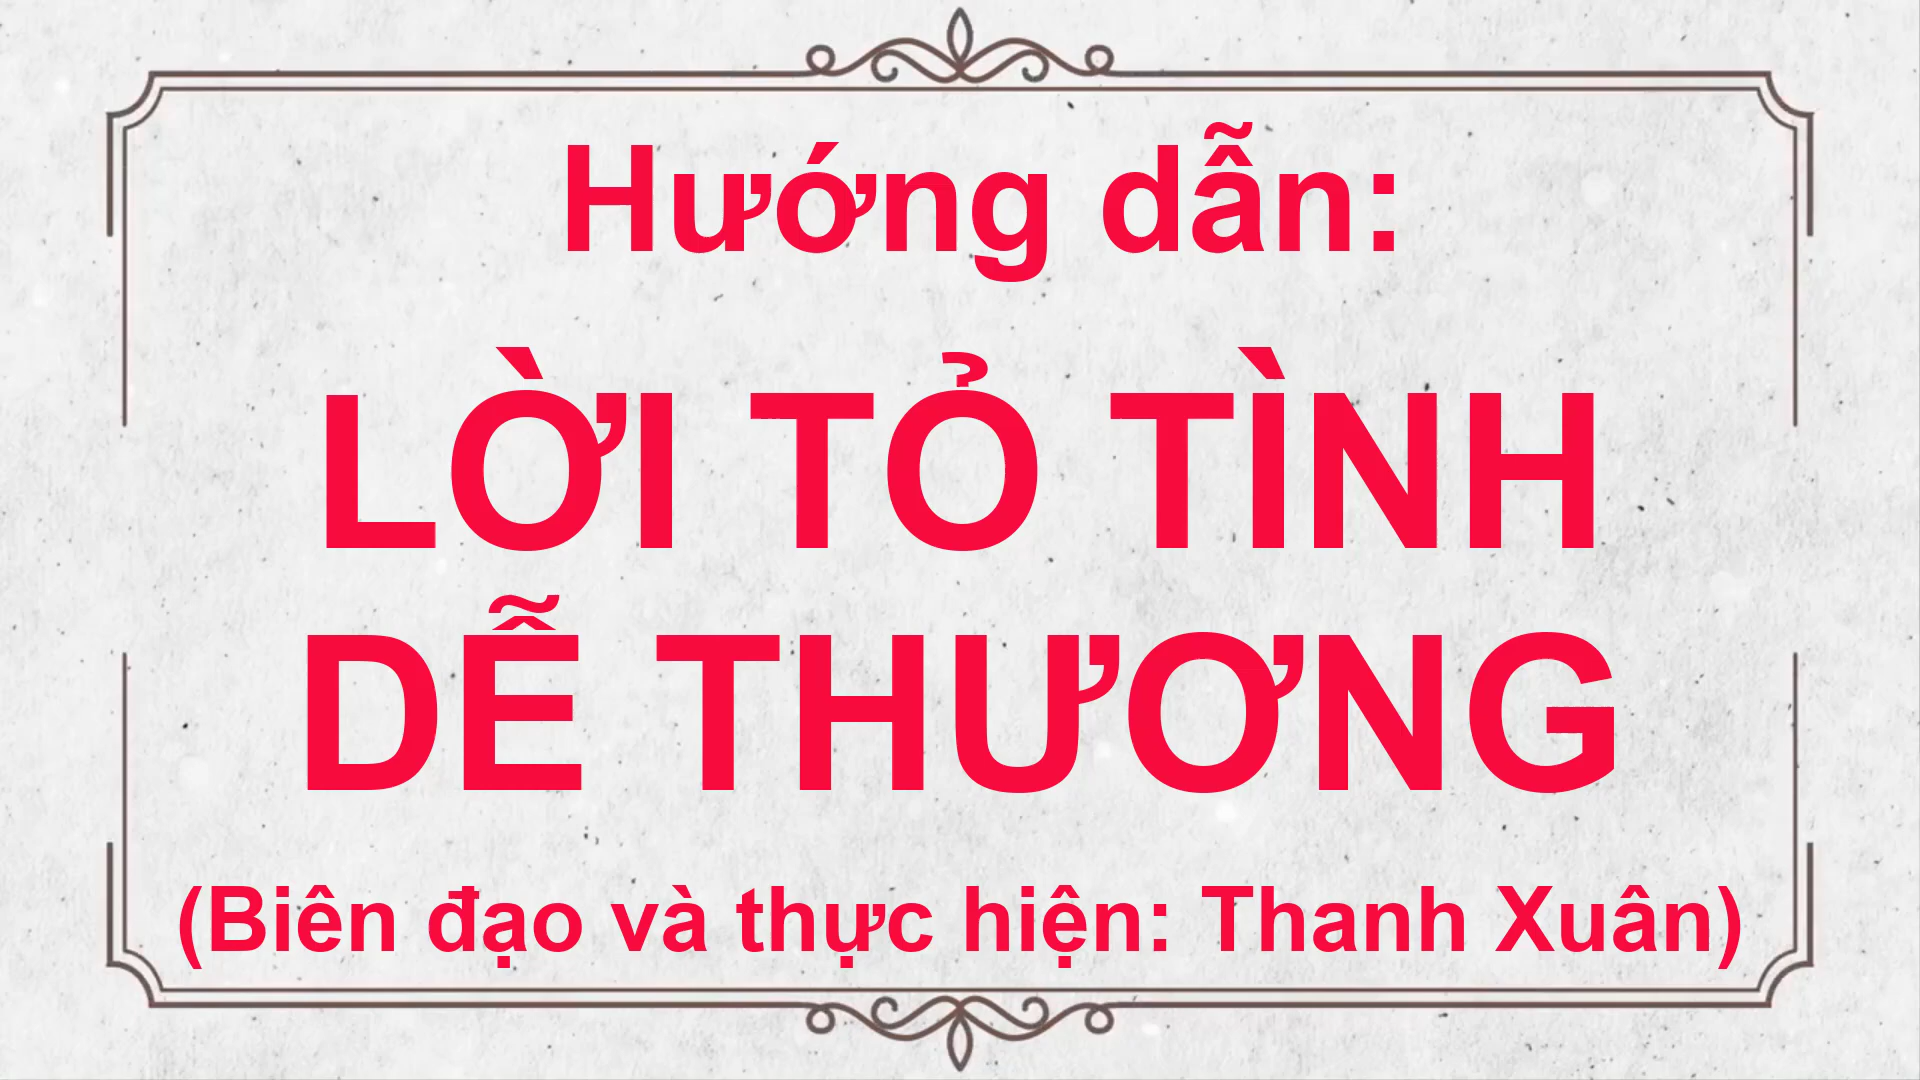 Hướng dẫn:
LỜI TỎ TÌNH
DỄ THƯƠNG
(Biên đạo và thực hiện: Thanh Xuân)